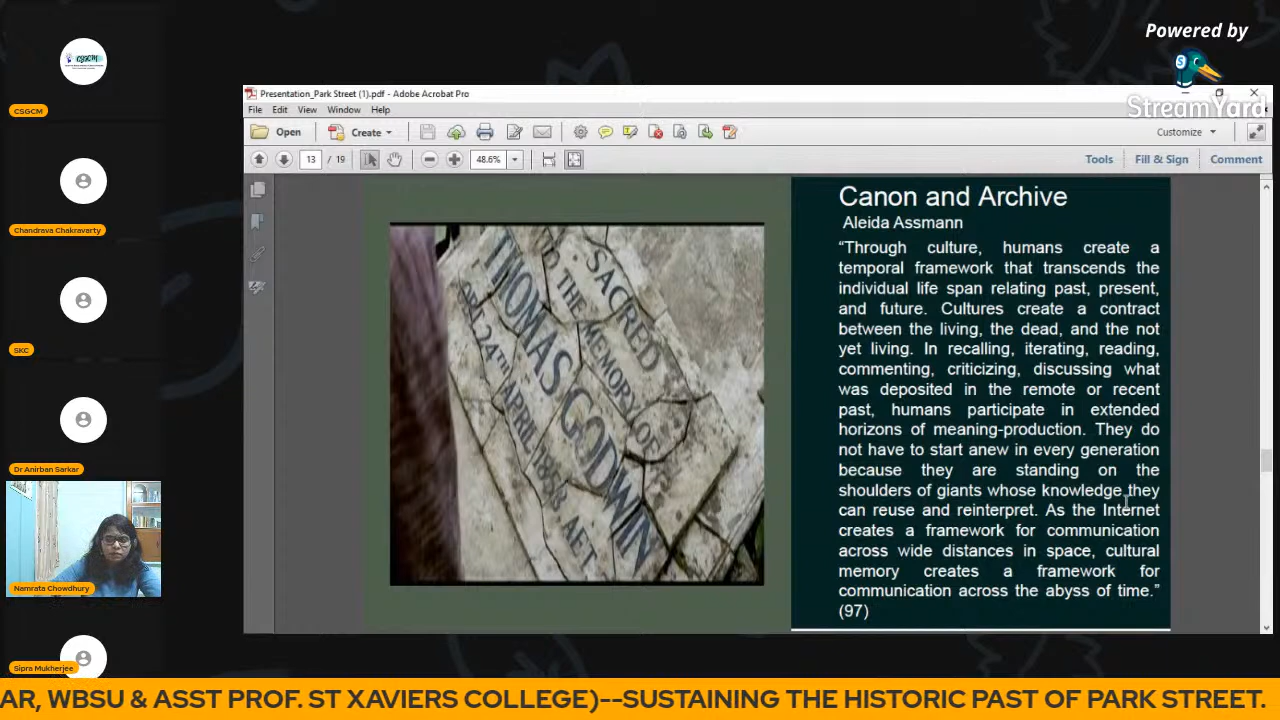 Powered by
StreamYard
CSGCM
CSGCM
Chandrava Chakravarty
SKC
Dr Anirban Sarkar
Namrata Chowdhury
Sipra Mukherjee
Presentation_Park Street (1).pdf - Adobe Acrobat Pro
File Edit View Window Help
Open Create Customize
13 / 19 48.6% Tools Fill & Sign Comment
SACRED
TO THE MEMORY OF
THOMAS GODWIN
24TH APRIL 1858 AET
Canon and Archive
Aleida Assmann
“Through culture, humans create a
temporal framework that transcends the
individual life span relating past, present,
and future. Cultures create a contract
between the living, the dead, and the not
yet living. In recalling, iterating, reading,
commenting, criticizing, discussing what
was deposited in the remote or recent
past, humans participate in extended
horizons of meaning-production. They do
not have to start anew in every generation
because they are standing on the
shoulders of giants whose knowledge they
can reuse and reinterpret. As the Internet
creates a framework for communication
across wide distances in space, cultural
memory creates a framework for
communication across the abyss of time.”
(97)
AR, WBSU & ASST PROF. ST XAVIERS COLLEGE)--SUSTAINING THE HISTORIC PAST OF PARK STREET.